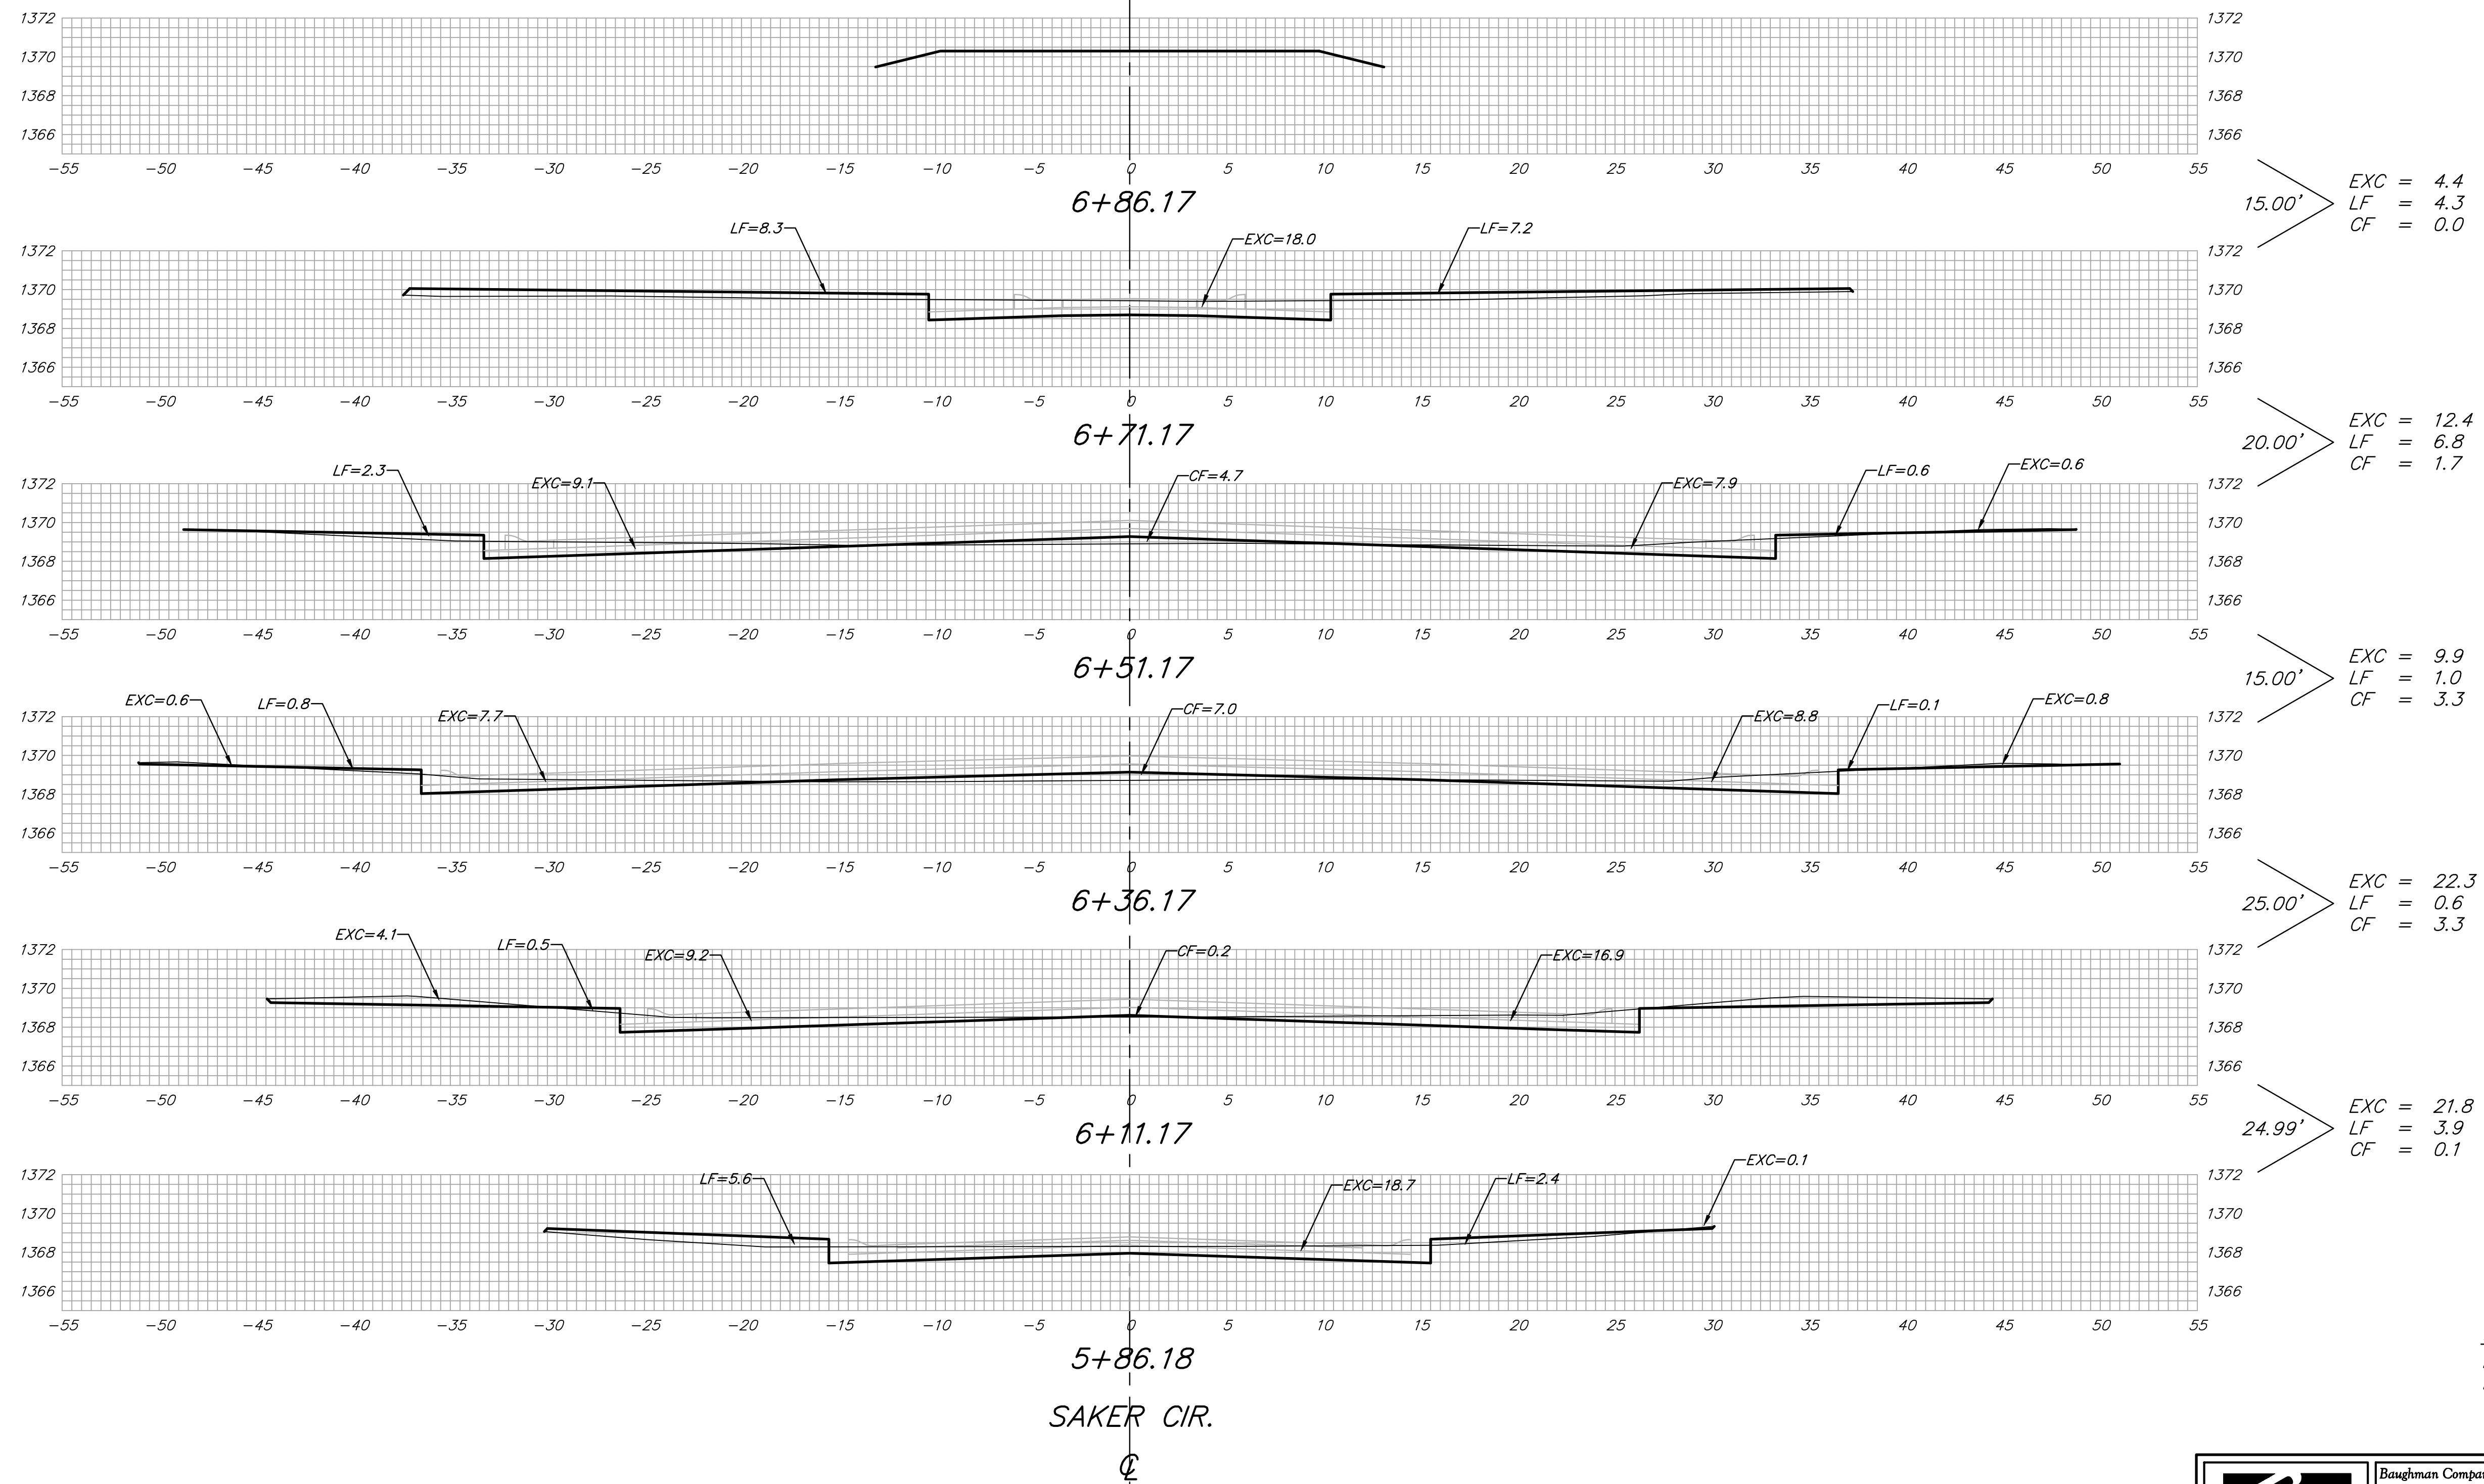 1372 1372
1370 1370
1368 1368
1366 1366
-55 -50 -45 -40 -35 -30 -25 -20 -15 -10 -5 0 5 10 15 20 25 30 35 40 45 50 55
6+86.17
15.00' EXC = 4.4
LF = 4.3
CF = 0.0
LF=8.3 EXC=18.0 LF=7.2
1372 1372
1370 1370
1368 1368
1366 1366
-55 -50 -45 -40 -35 -30 -25 -20 -15 -10 -5 0 5 10 15 20 25 30 35 40 45 50 55
6+71.17
20.00' EXC = 12.4
LF = 6.8
CF = 1.7
LF=2.3 EXC=9.1 CF=4.7 EXC=7.9 LF=0.6 EXC=0.6
1372 1372
1370 1370
1368 1368
1366 1366
-55 -50 -45 -40 -35 -30 -25 -20 -15 -10 -5 0 5 10 15 20 25 30 35 40 45 50 55
6+51.17
15.00' EXC = 9.9
LF = 1.0
CF = 3.3
EXC=0.6 LF=0.8 EXC=7.7 CF=7.0 EXC=8.8 LF=0.1 EXC=0.8
1372 1372
1370 1370
1368 1368
1366 1366
-55 -50 -45 -40 -35 -30 -25 -20 -15 -10 -5 0 5 10 15 20 25 30 35 40 45 50 55
6+36.17
25.00' EXC = 22.3
LF = 0.6
CF = 3.3
EXC=4.1 LF=0.5 EXC=9.2 CF=0.2 EXC=16.9
1372 1372
1370 1370
1368 1368
1366 1366
-55 -50 -45 -40 -35 -30 -25 -20 -15 -10 -5 0 5 10 15 20 25 30 35 40 45 50 55
6+11.17
24.99' EXC = 21.8
LF = 3.9
CF = 0.1
LF=5.6 EXC=18.7 LF=2.4 EXC=0.1
1372 1372
1370 1370
1368 1368
1366 1366
-55 -50 -45 -40 -35 -30 -25 -20 -15 -10 -5 0 5 10 15 20 25 30 35 40 45 50 55
5+86.18
SAKER CIR.
℄
Baughman